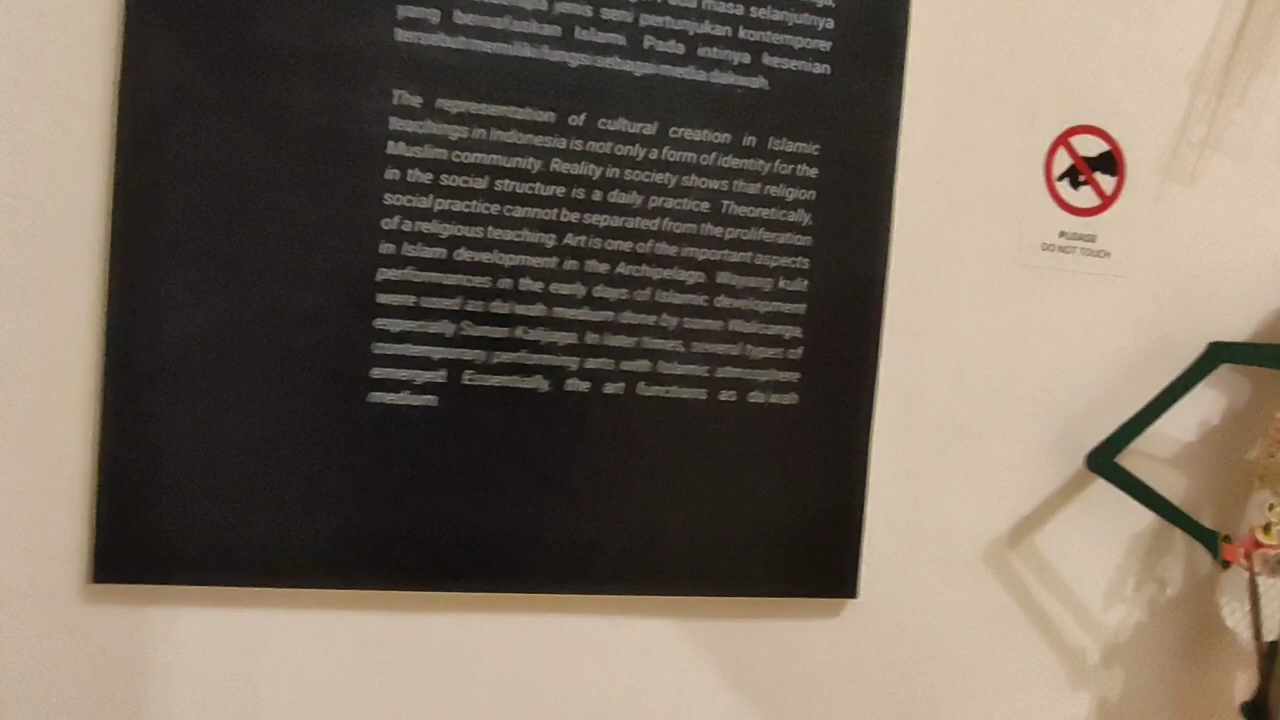 masa selanjutnya
jenis seni pertunjukan kontemporer
yang bernafaskan Islam. Pada intinya kesenian
tersebut memiliki fungsi sebagai media dakwah.
The representation of cultural creation in Islamic
teachings in Indonesia is not only a form of identity for the
Muslim community. Reality in society shows that religion
in the social structure is a daily practice. Theoretically,
social practice cannot be separated from the proliferation
of a religious teaching. Art is one of the important aspects
in Islam development in the Archipelago. Wayang kulit
performances in the early days of Islamic development
were used as da'wah medium done by some Walisongo,
especially Sunan Kalijaga. In later times, several types of
contemporary performing arts with Islamic atmosphere
emerged. Essentially, the art functions as da'wah
medium.
PLEASE
DO NOT TOUCH